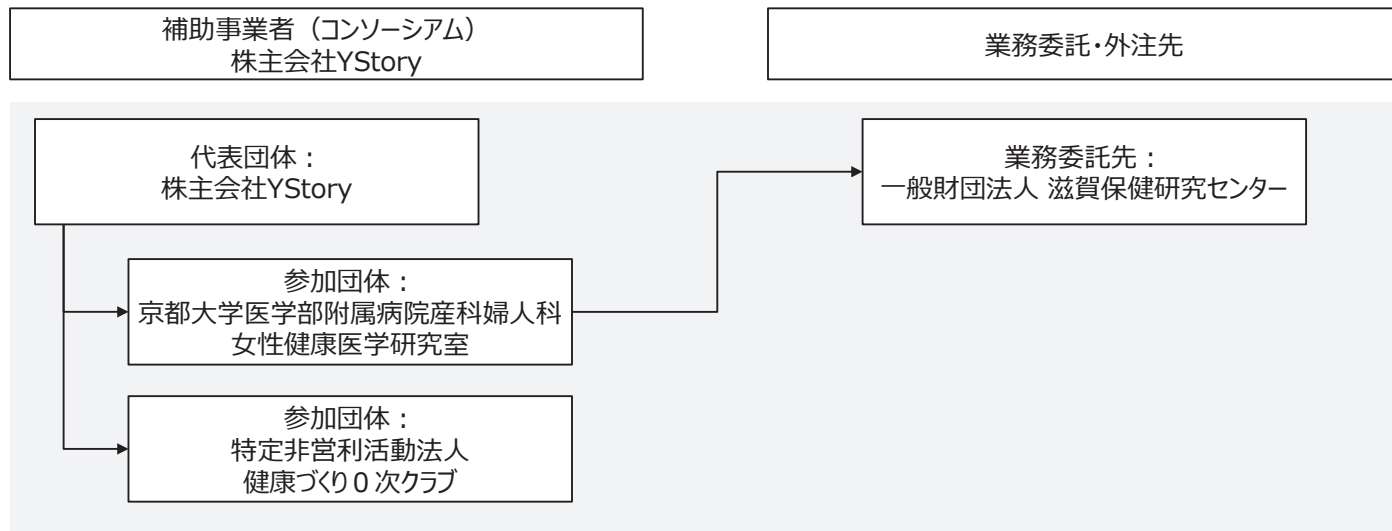 補助事業者（コンソーシアム）
株主会社YStory
業務委託・外注先
代表団体：
株主会社YStory
業務委託先：
一般財団法人 滋賀保健研究センター
参加団体：
京都大学医学部附属病院産科婦人科
女性健康医学研究室
参加団体：
特定非営利活動法人
健康づくり０次クラブ